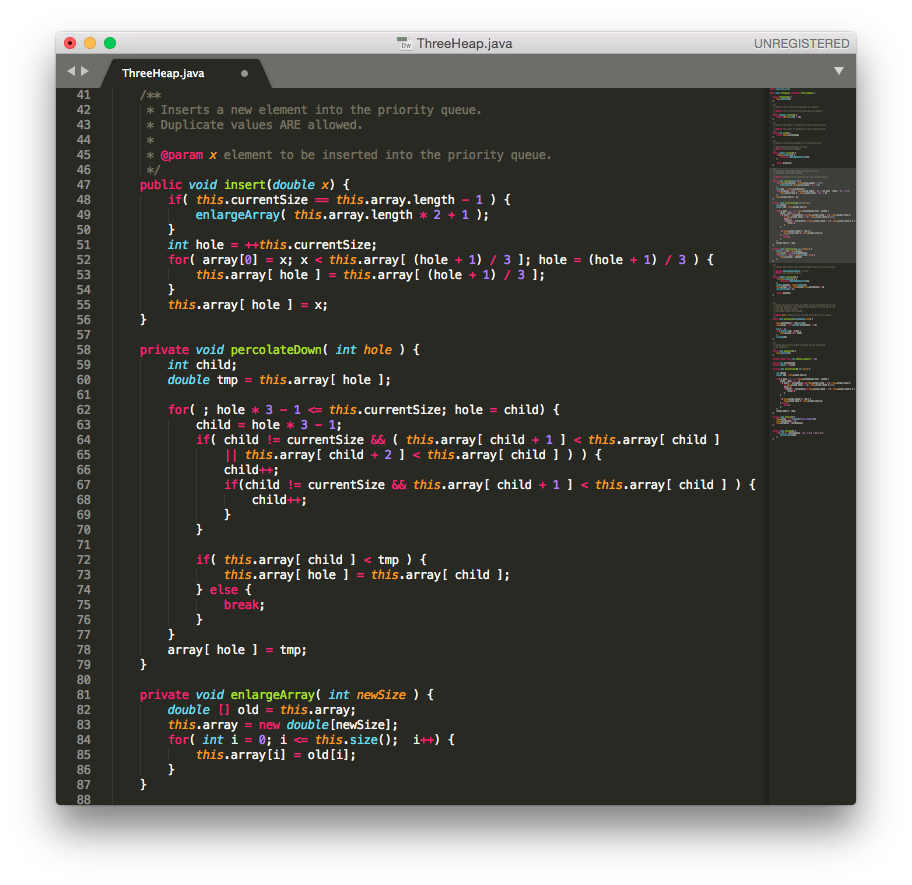 ThreeHeap.java
UNREGISTERED
ThreeHeap.java
41 /**
42 * Inserts a new element into the priority queue.
43 * Duplicate values ARE allowed.
44 *
45 * @param x element to be inserted into the priority queue.
46 */
47 public void insert(double x) {
48 if( this.currentSize == this.array.length - 1 ) {
49 enlargeArray( this.array.length * 2 + 1 );
50 }
51 int hole = ++this.currentSize;
52 for( array[0] = x; x < this.array[ (hole + 1) / 3 ]; hole = (hole + 1) / 3 ) {
53 this.array[ hole ] = this.array[ (hole + 1) / 3 ];
54 }
55 this.array[ hole ] = x;
56 }
57
58 private void percolateDown( int hole ) {
59 int child;
60 double tmp = this.array[ hole ];
61
62 for( ; hole * 3 - 1 <= this.currentSize; hole = child) {
63 child = hole * 3 - 1;
64 if( child != currentSize && ( this.array[ child + 1 ] < this.array[ child ]
65 || this.array[ child + 2 ] < this.array[ child ] ) ) {
66 child++;
67 if(child != currentSize && this.array[ child + 1 ] < this.array[ child ] ) {
68 child++;
69 }
70 }
71
72 if( this.array[ child ] < tmp ) {
73 this.array[ hole ] = this.array[ child ];
74 } else {
75 break;
76 }
77 }
78 array[ hole ] = tmp;
79 }
80
81 private void enlargeArray( int newSize ) {
82 double [] old = this.array;
83 this.array = new double[newSize];
84 for( int i = 0; i <= this.size(); i++) {
85 this.array[i] = old[i];
86 }
87 }
88